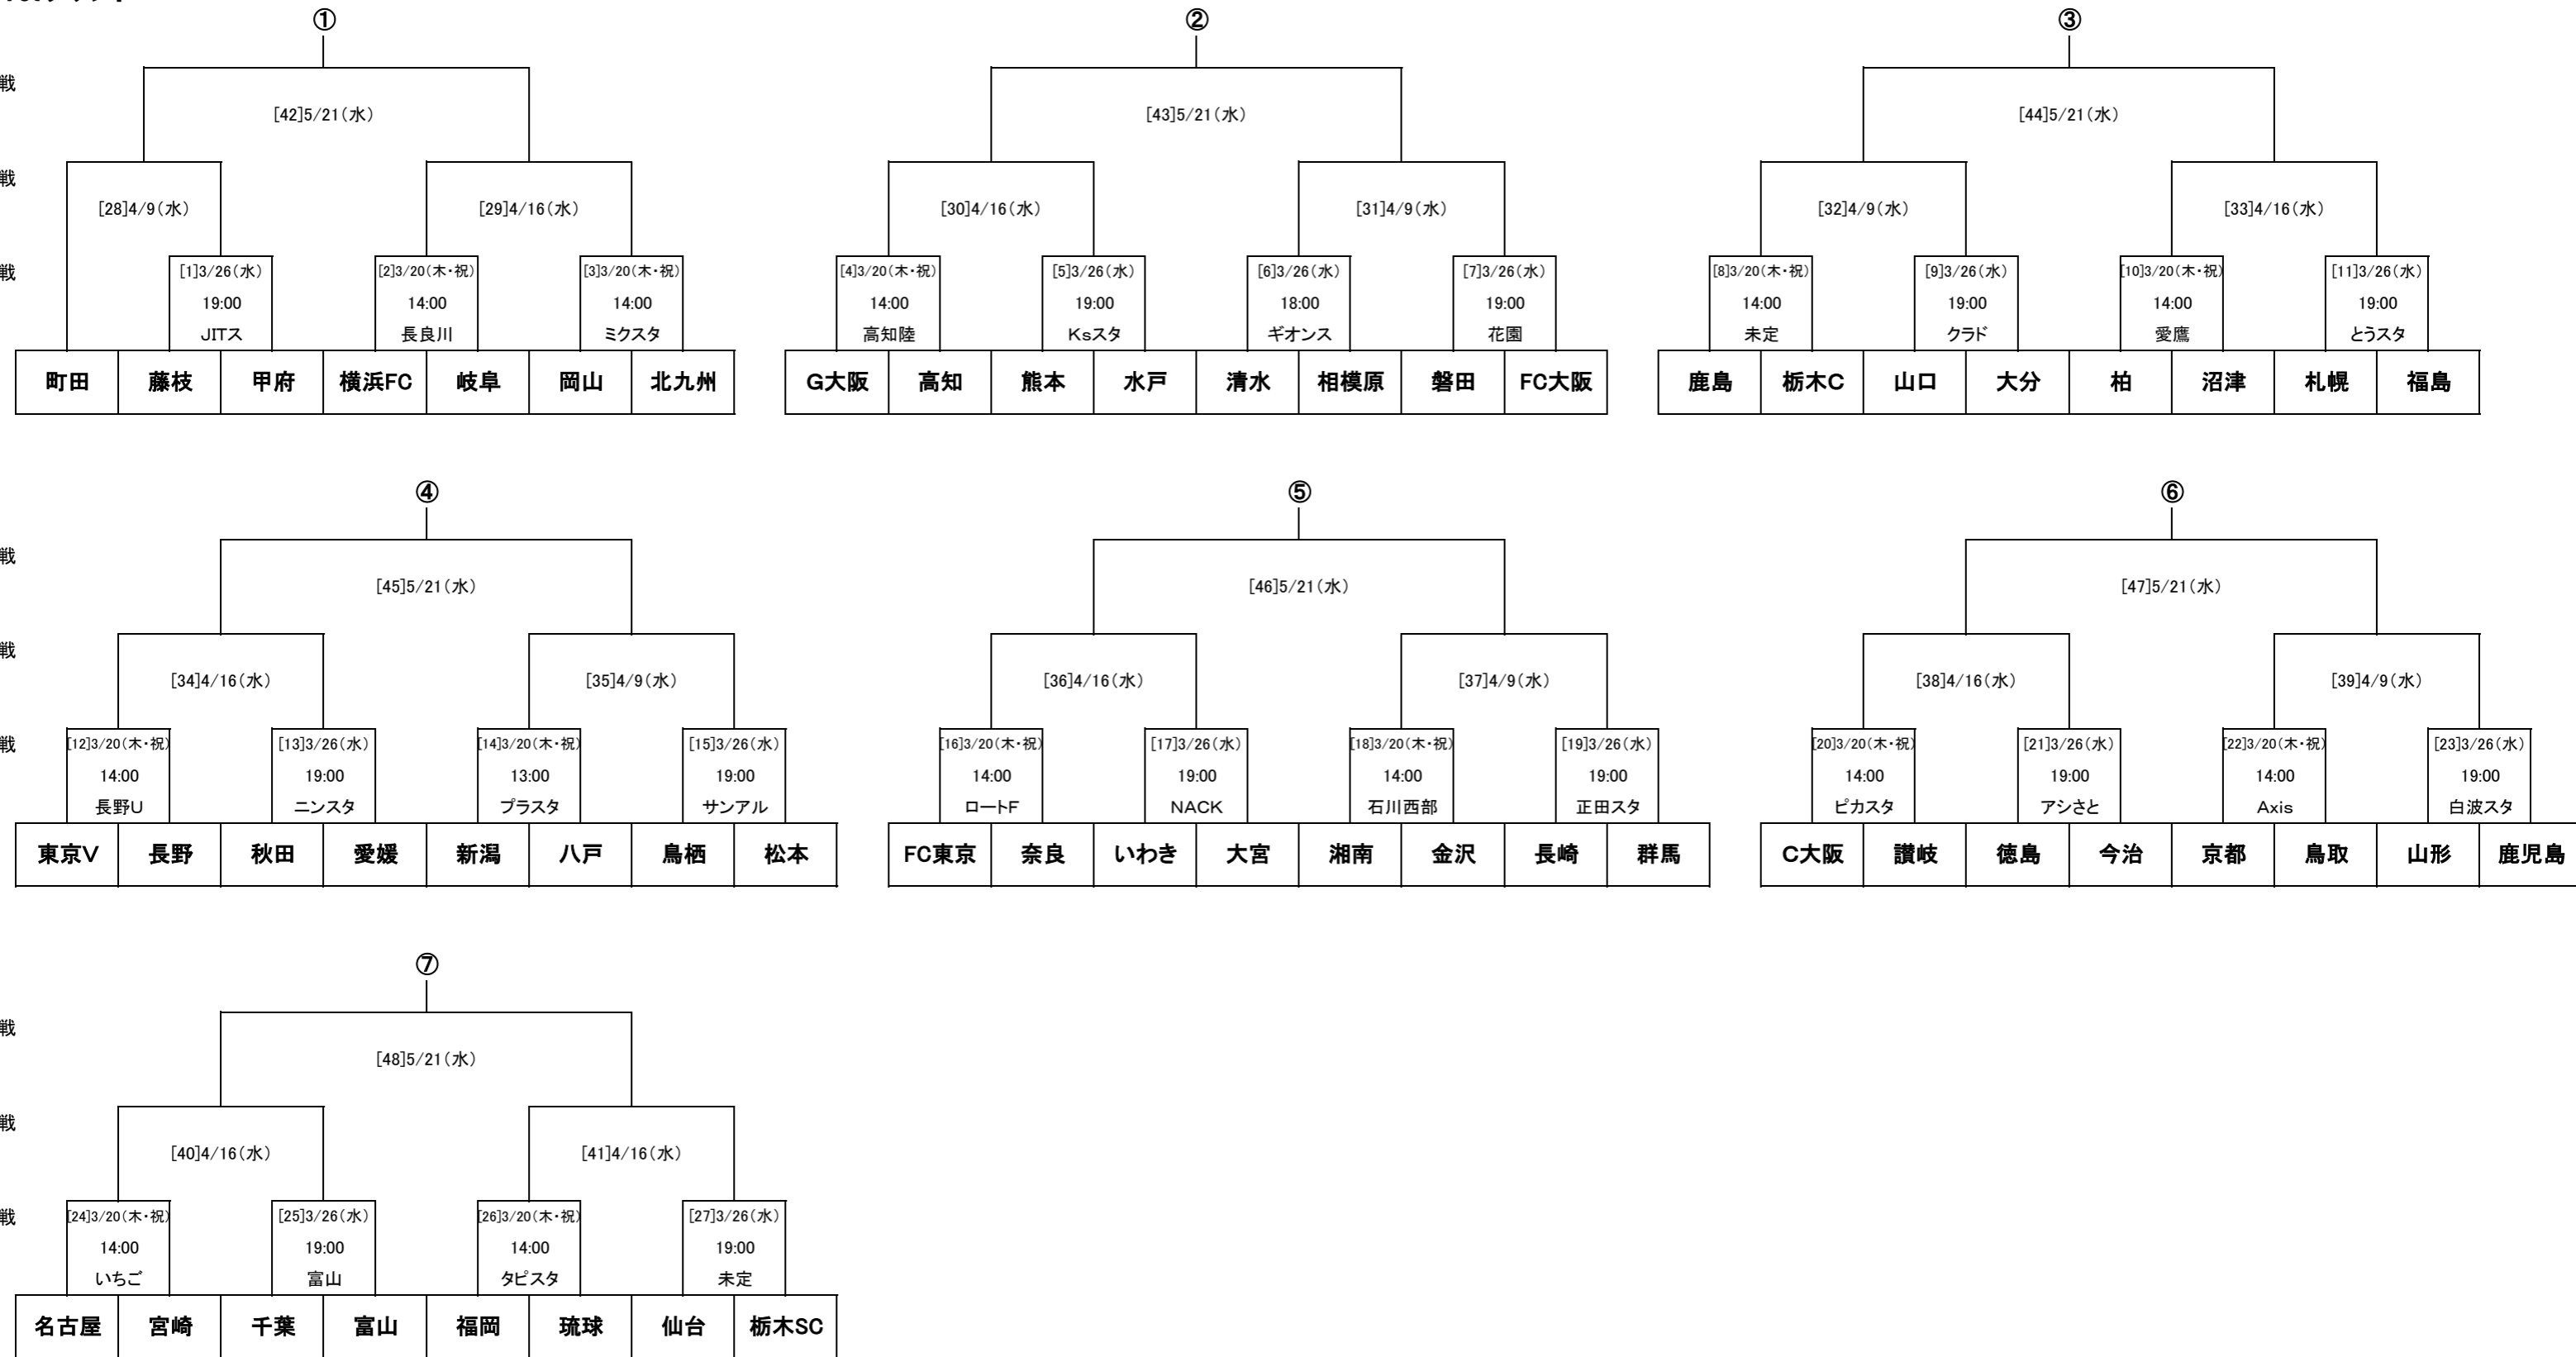 ① ② ③
戦
[42]5/21(水) [43]5/21(水) [44]5/21(水)
戦
[28]4/9(水) [29]4/16(水) [30]4/16(水) [31]4/9(水) [32]4/9(水) [33]4/16(水)
戦
[1]3/26(水) [2]3/20(木・祝) [3]3/20(木・祝) [4]3/20(木・祝) [5]3/26(水) [6]3/26(水) [7]3/26(水) [8]3/20(木・祝) [9]3/26(水) [10]3/20(木・祝) [11]3/26(水)
19:00 14:00 14:00 14:00 19:00 18:00 19:00 14:00 19:00 14:00 19:00
JITス 長良川 ミクスタ 高知陸 Ksスタ ギオンス 花園 未定 クラド 愛鷹 とうスタ
町田 藤枝 甲府 横浜FC 岐阜 岡山 北九州 G大阪 高知 熊本 水戸 清水 相模原 磐田 FC大阪 鹿島 栃木C 山口 大分 柏 沼津 札幌 福島
④ ⑤ ⑥
戦
[45]5/21(水) [46]5/21(水) [47]5/21(水)
戦
[34]4/16(水) [35]4/9(水) [36]4/16(水) [37]4/9(水) [38]4/16(水) [39]4/9(水)
戦
[12]3/20(木・祝) [13]3/26(水) [14]3/20(木・祝) [15]3/26(水) [16]3/20(木・祝) [17]3/26(水) [18]3/20(木・祝) [19]3/26(水) [20]3/20(木・祝) [21]3/26(水) [22]3/20(木・祝) [23]3/26(水)
14:00 19:00 13:00 19:00 14:00 19:00 14:00 19:00 14:00 19:00 14:00 19:00
長野U ニンスタ プラスタ サンアル ロートF NACK 石川西部 正田スタ ピカスタ アシさと Axis 白波スタ
東京V 長野 秋田 愛媛 新潟 八戸 鳥栖 松本 FC東京 奈良 いわき 大宮 湘南 金沢 長崎 群馬 C大阪 讃岐 徳島 今治 京都 鳥取 山形 鹿児島
⑦
戦
[48]5/21(水)
戦
[40]4/16(水) [41]4/16(水)
戦
[24]3/20(木・祝) [25]3/26(水) [26]3/20(木・祝) [27]3/26(水)
14:00 19:00 14:00 19:00
いちご 富山 タピスタ 未定
名古屋 宮崎 千葉 富山 福岡 琉球 仙台 栃木SC